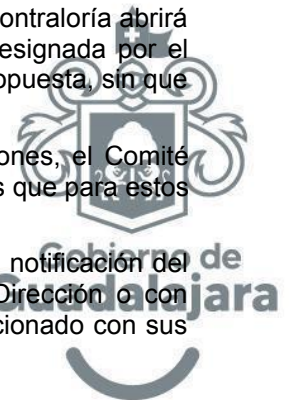 ontraloría abrirá
esignada por el
opuesta, sin que
ones, el Comité
s que para estos
notificación del
Dirección o con
cionado con sus
Gobierno de
Guadalajara